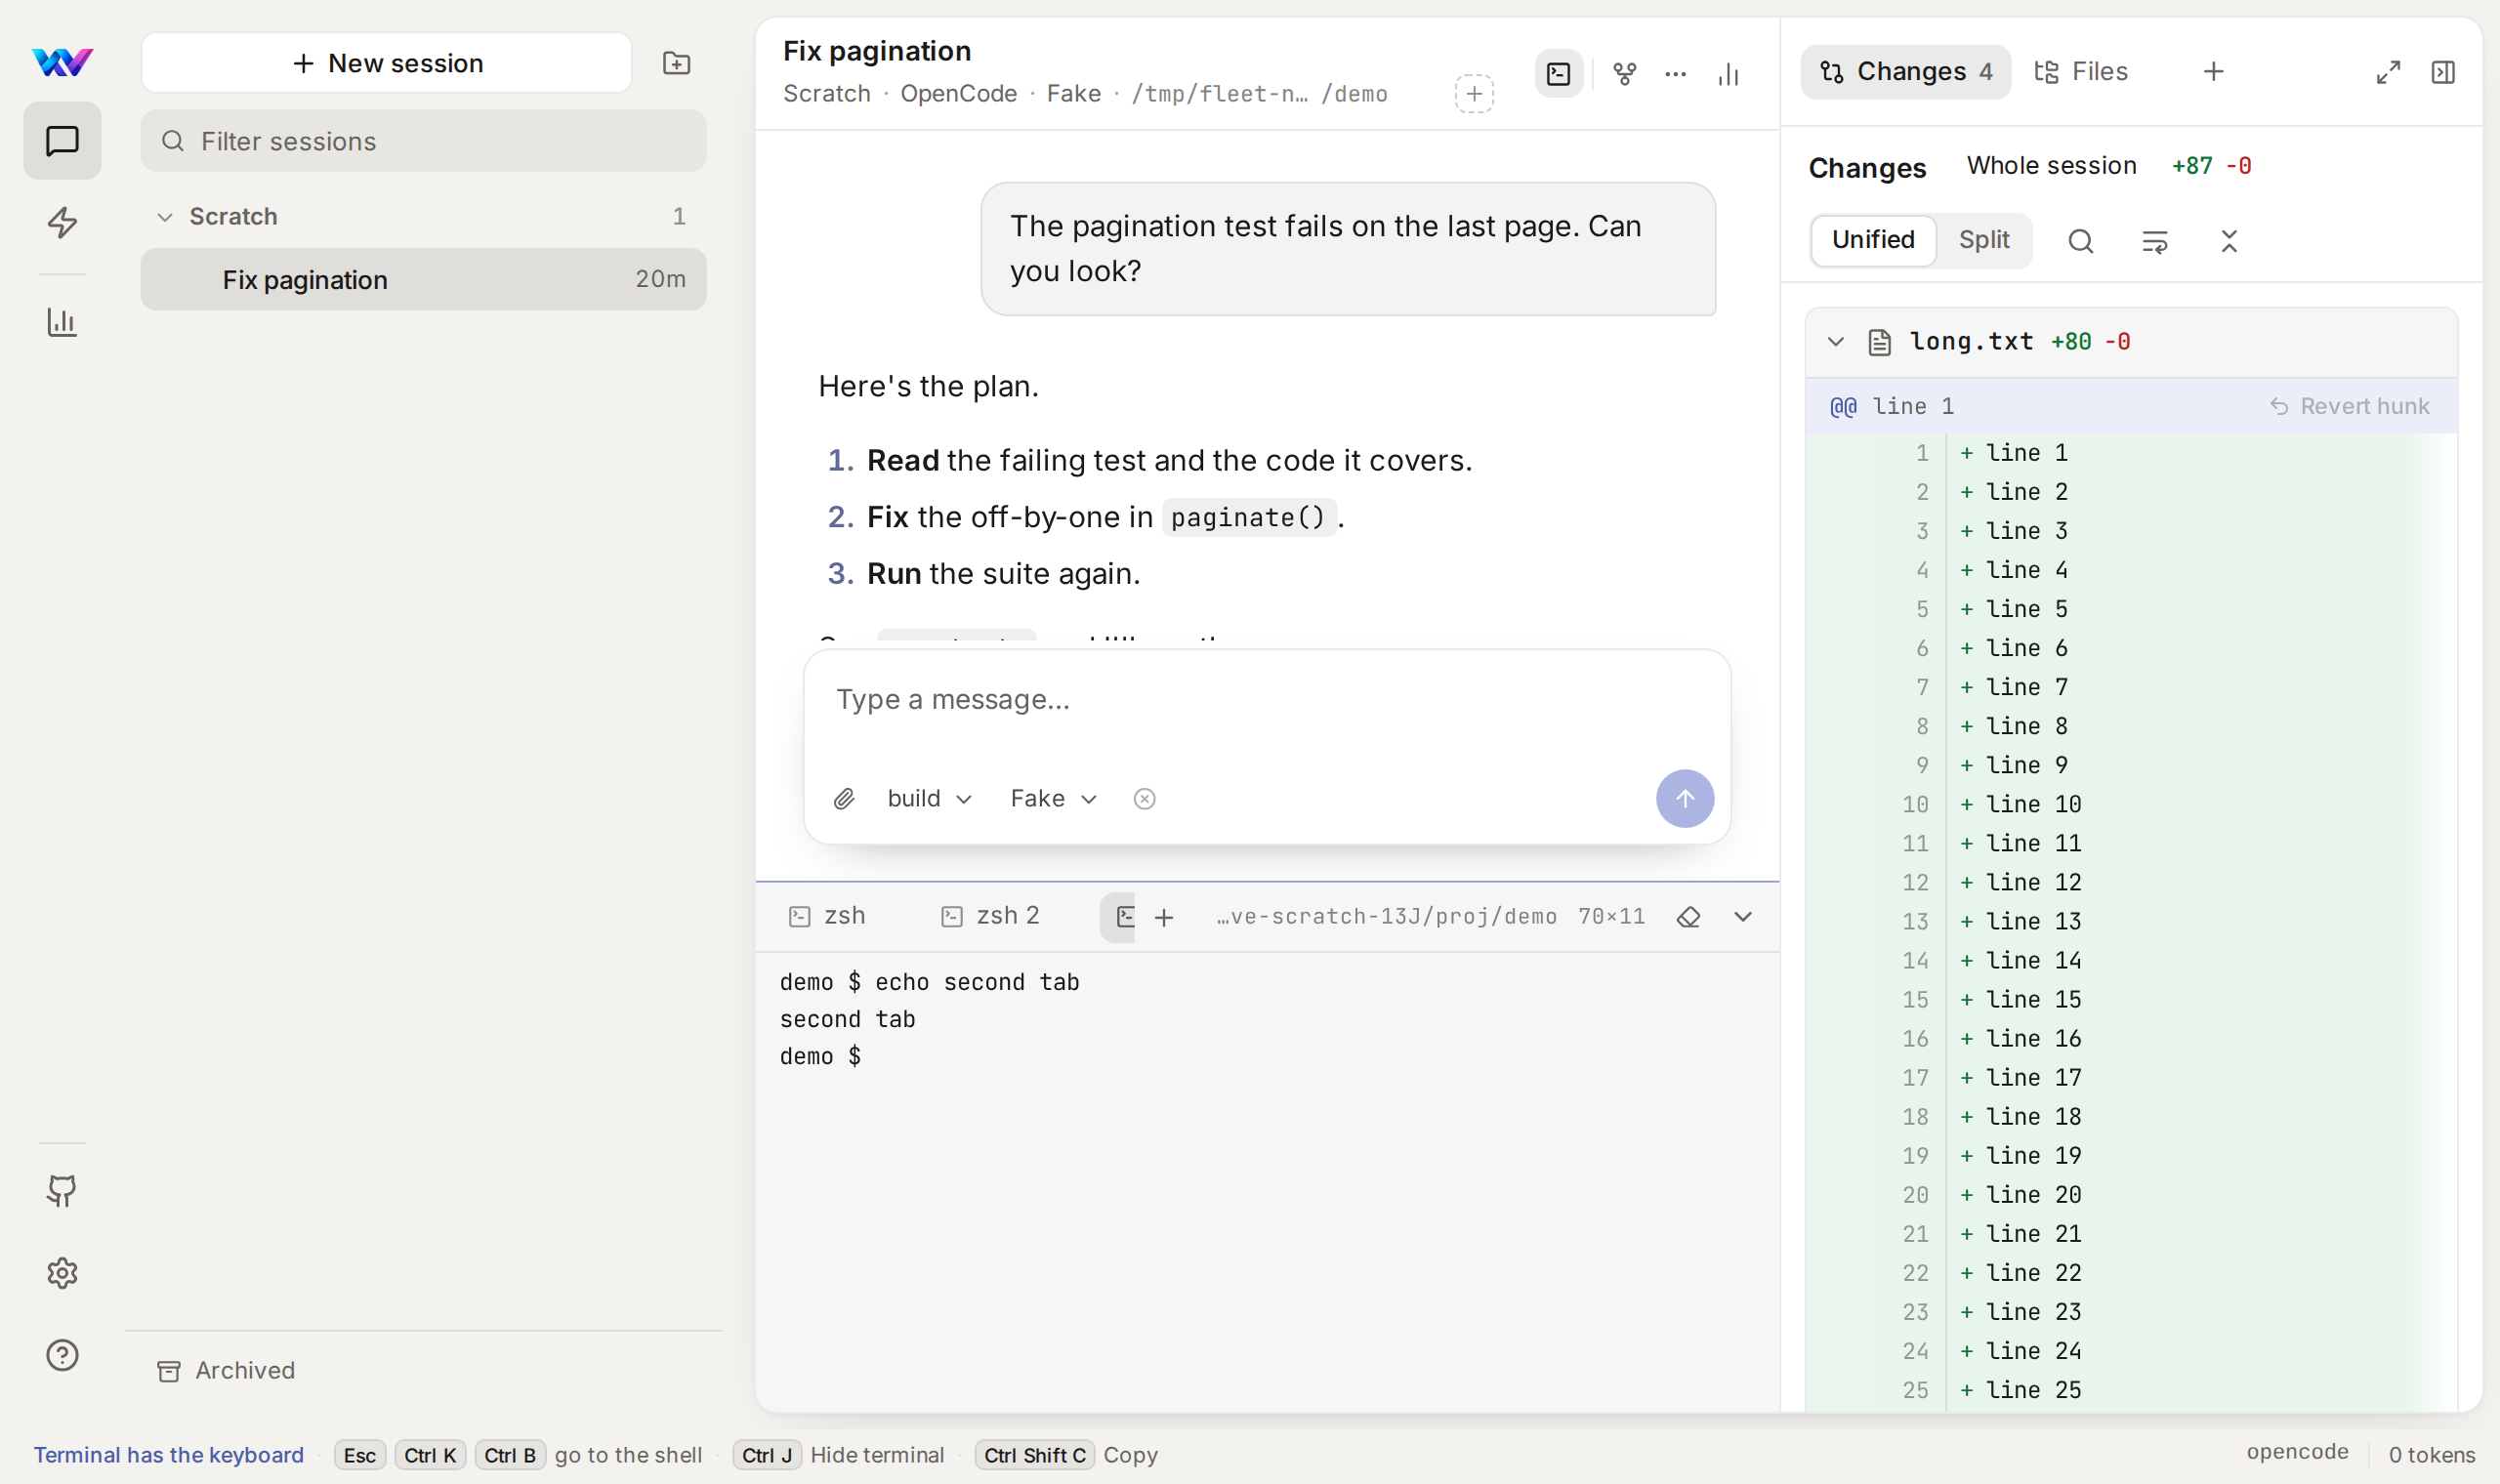 New session
Filter sessions
Scratch 1
Fix pagination 20m
Archived
Fix pagination
Scratch · OpenCode · Fake · /tmp/fleet-n… /demo
The pagination test fails on the last page. Can
you look?
Here's the plan.
1. Read the failing test and the code it covers.
2. Fix the off-by-one in paginate().
3. Run the suite again.
Type a message...
build Fake
zsh zsh 2 …ve-scratch-13J/proj/demo 70×11
demo $ echo second tab
second tab
demo $
Changes 4 Files
Changes Whole session +87 -0
Unified Split
long.txt +80 -0
@@ line 1 Revert hunk
1 + line 1
2 + line 2
3 + line 3
4 + line 4
5 + line 5
6 + line 6
7 + line 7
8 + line 8
9 + line 9
10 + line 10
11 + line 11
12 + line 12
13 + line 13
14 + line 14
15 + line 15
16 + line 16
17 + line 17
18 + line 18
19 + line 19
20 + line 20
21 + line 21
22 + line 22
23 + line 23
24 + line 24
25 + line 25
Terminal has the keyboard · Esc Ctrl K Ctrl B go to the shell · Ctrl J Hide terminal · Ctrl Shift C Copy
opencode 0 tokens